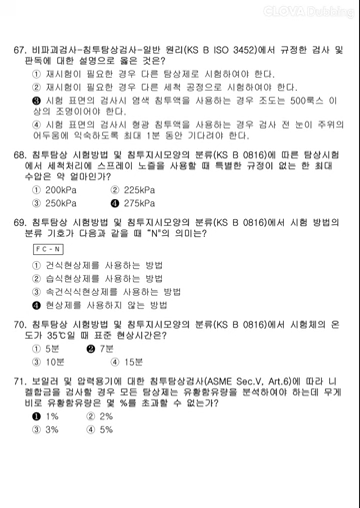 CLOVA Dubbing
67. 비파괴검사-침투탐상검사-일반 원리(KS B ISO 3452)에서 규정한 검사 및
판독에 대한 설명으로 옳은 것은?
① 재시험이 필요한 경우 다른 탐상제로 시험하여야 한다.
② 재시험이 필요한 경우 다른 세척 공정으로 시험하여야 한다.
❸ 시험 표면의 검사시 염색 침투액을 사용하는 경우 조도는 500룩스 이
상의 조명이어야 한다.
④ 시험 표면의 검사시 형광 침투액을 사용하는 경우 검사 전 눈이 주위의
어두움에 익숙하도록 최대 1분 동안 기다려야 한다.
68. 침투탐상 시험방법 및 침투지시모양의 분류(KS B 0816)에 따른 탐상시험
에서 세척처리에 스프레이 노즐을 사용할 때 특별한 규정이 없는 한 최대
수압은 약 얼마인가?
① 200kPa ② 225kPa
③ 250kPa ❹ 275kPa
69. 침투탐상 시험방법 및 침투지시모양의 분류(KS B 0816)에서 시험 방법의
분류 기호가 다음과 같을 때 "N"의 의미는?
FC-N
① 건식현상제를 사용하는 방법
② 습식현상제를 사용하는 방법
③ 속건식식현상제를 사용하는 방법
❹ 현상제를 사용하지 않는 방법
70. 침투탐상 시험방법 및 침투지시모양의 분류(KS B 0816)에서 시험체의 온
도가 35℃일 때 표준 현상시간은?
① 5분 ❷ 7분
③ 10분 ④ 15분
71. 보일러 및 압력용기에 대한 침투탐상검사(ASME Sec.V, Art.6)에 따라 니
켈합금을 검사할 경우 모든 탐상제는 유황함유량을 분석하여야 하는데 무게
비로 유황함유량은 몇 %를 초과할 수 없는가?
❶ 1% ② 2%
③ 3% ④ 5%